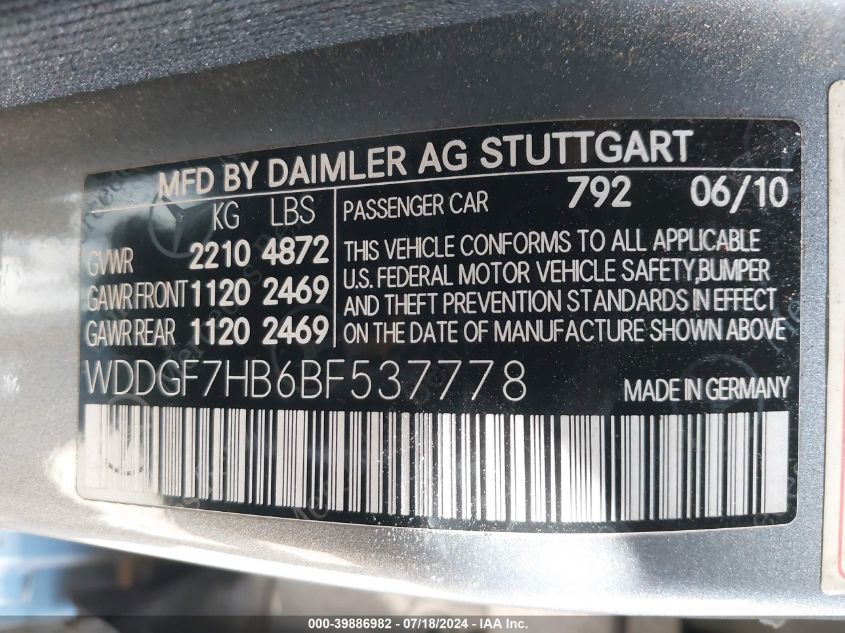 MFD BY DAIMLER AG STUTTGART
KG LBS
GVWR 2210 4872
GAWR FRONT 1120 2469
GAWR REAR 1120 2469
PASSENGER CAR 792 06/10
THIS VEHICLE CONFORMS TO ALL APPLICABLE
U.S. FEDERAL MOTOR VEHICLE SAFETY,BUMPER
AND THEFT PREVENTION STANDARDS IN EFFECT
ON THE DATE OF MANUFACTURE SHOWN ABOVE
WDDGF7HB6BF537778 MADE IN GERMANY
000-39886982 - 07/18/2024 - IAA Inc.